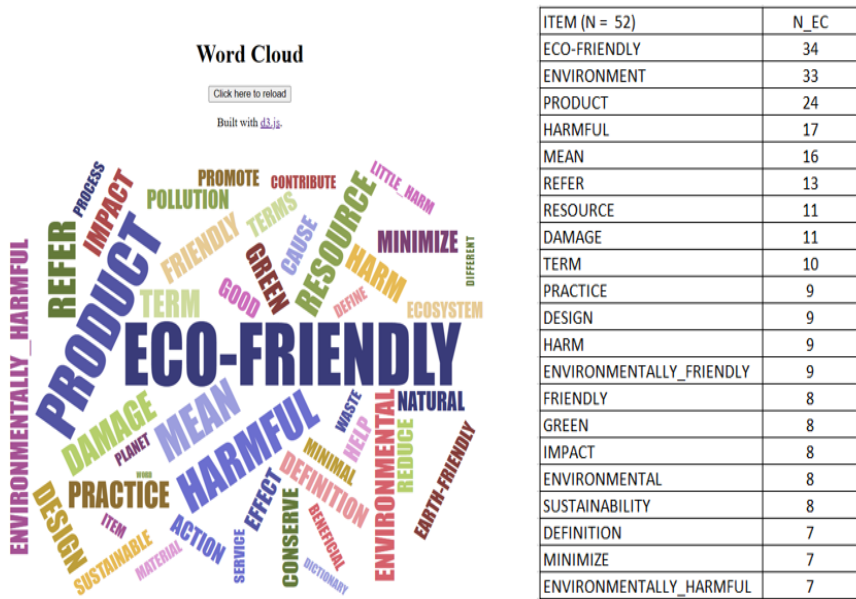 Word Cloud
Click here to reload
Built with d3.js.
PROCESS
IMPACT
PROMOTE
CONTRIBUTE
LITTLE_HARM
POLLUTION
REFER
FRIENDLY
TERMS
CAUSE
RESOURCE
MINIMIZE
DIFFERENT
PRODUCT
GREEN
HARM
ENVIRONMENTALLY_HARMFUL
TERM
GOOD
DEFINE
ECOSYSTEM
ECO-FRIENDLY
DAMAGE
MEAN
PLANET
HARMFUL
WASTE
HELP
ENVIRONMENTAL
NATURAL
REDUCE
EARTH-FRIENDLY
WORD
PRACTICE
MINIMAL
DEFINITION
DESIGN
ITEM
EFFECT
SUSTAINABLE
MATERIAL
ACTION
SERVICE
CONSERVE
BENEFICIAL
DICTIONARY
ITEM (N = 52) N_EC
ECO-FRIENDLY 34
ENVIRONMENT 33
PRODUCT 24
HARMFUL 17
MEAN 16
REFER 13
RESOURCE 11
DAMAGE 11
TERM 10
PRACTICE 9
DESIGN 9
HARM 9
ENVIRONMENTALLY_FRIENDLY 9
FRIENDLY 8
GREEN 8
IMPACT 8
ENVIRONMENTAL 8
SUSTAINABILITY 8
DEFINITION 7
MINIMIZE 7
ENVIRONMENTALLY_HARMFUL 7